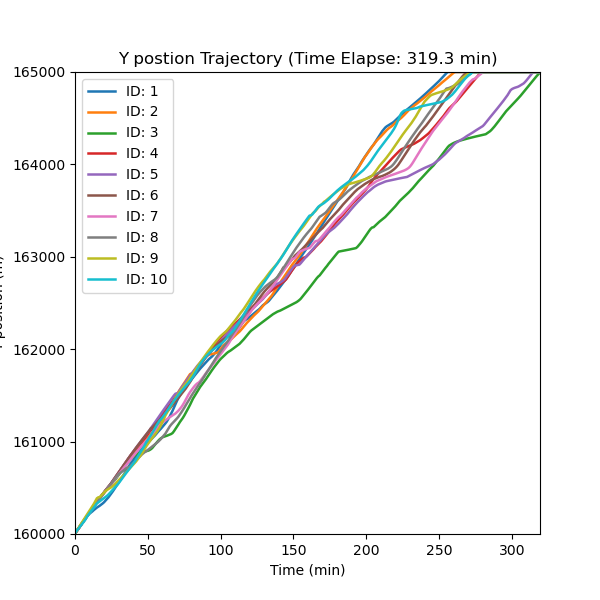 Y postion Trajectory (Time Elapse: 319.3 min)
165000
164000
163000
162000
161000
160000
position (m)
ID: 1
ID: 2
ID: 3
ID: 4
ID: 5
ID: 6
ID: 7
ID: 8
ID: 9
ID: 10
0 50 100 150 200 250 300
Time (min)